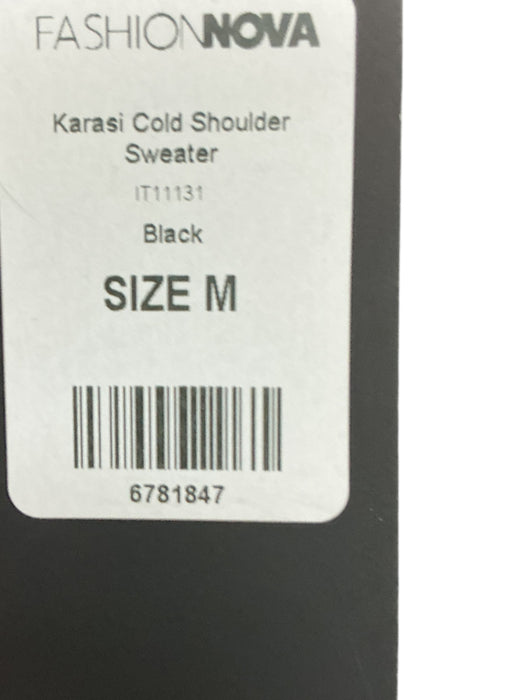 FASHIONNOVA
Karasi Cold Shoulder
Sweater
IT11131
Black
SIZE M
6781847